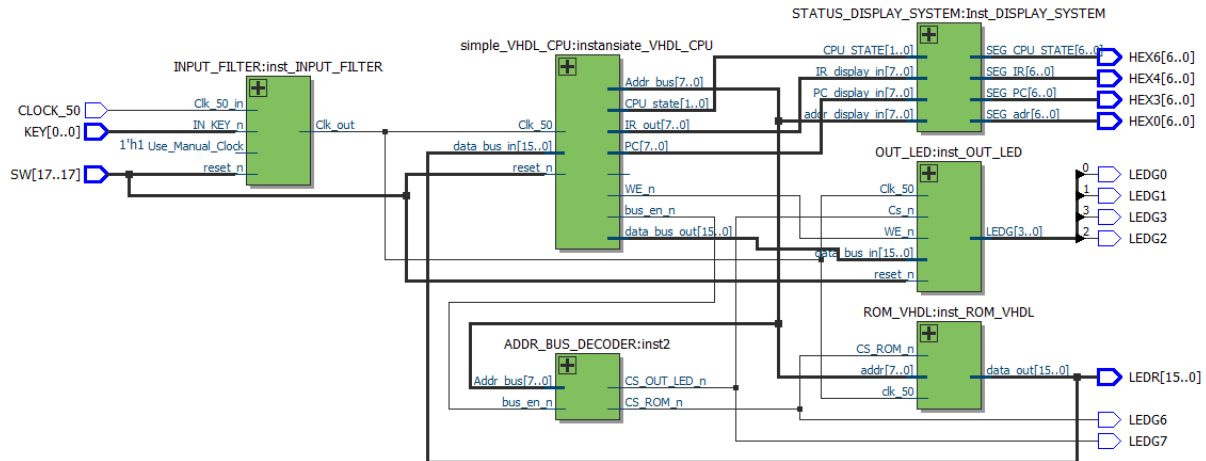 STATUS_DISPLAY_SYSTEM:Inst_DISPLAY_SYSTEM
CPU_STATE[1..0]
IR_display_in[7..0]
PC_display_in[7..0]
addr_display_in[7..0]
SEG_CPU_STATE[6..0]
SEG_IR[6..0]
SEG_PC[6..0]
SEG_adr[6..0]
HEX6[6..0]
HEX4[6..0]
HEX3[6..0]
HEX0[6..0]
simple_VHDL_CPU:instansiate_VHDL_CPU
Clk_50
data_bus_in[15..0]
reset_n
Addr_bus[7..0]
CPU_state[1..0]
IR_out[7..0]
PC[7..0]
WE_n
bus_en_n
data_bus_out[15..0]
INPUT_FILTER:inst_INPUT_FILTER
CLOCK_50
KEY[0..0]
1'h1
SW[17..17]
Clk_50_in
IN_KEY_n
Use_Manual_Clock
reset_n
Clk_out
OUT_LED:inst_OUT_LED
Clk_50
Cs_n
WE_n
data_bus_in[15..0]
reset_n
LEDG[3..0]
0
1
3
2
LEDG0
LEDG1
LEDG3
LEDG2
ADDR_BUS_DECODER:inst2
Addr_bus[7..0]
bus_en_n
CS_OUT_LED_n
CS_ROM_n
ROM_VHDL:inst_ROM_VHDL
CS_ROM_n
addr[7..0]
clk_50
data_out[15..0]
LEDR[15..0]
LEDG6
LEDG7